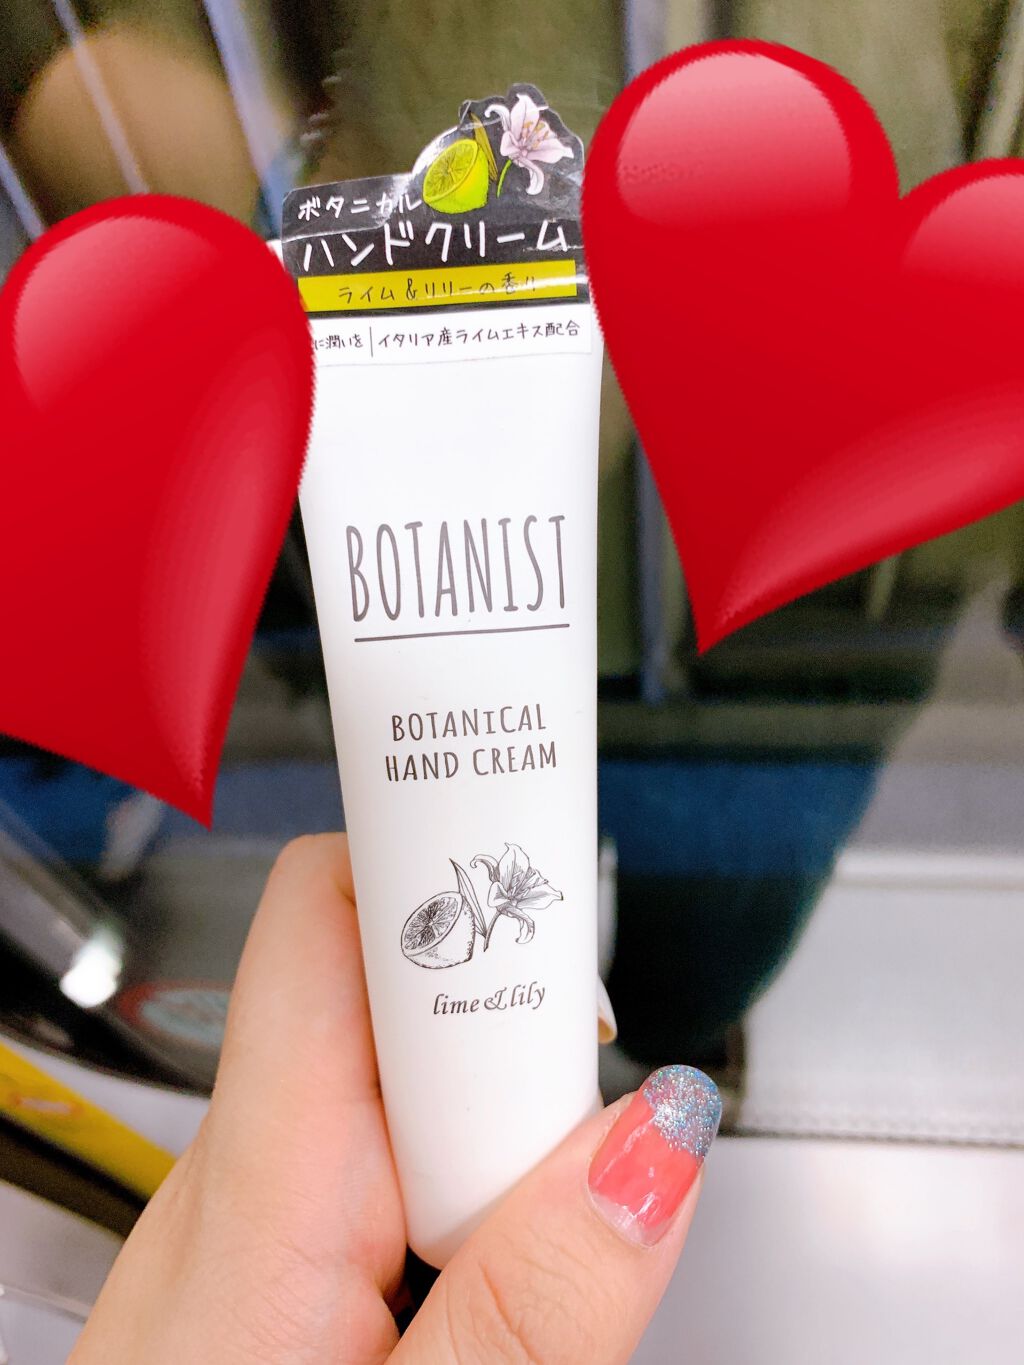 ボタニカル
ハンドクリーム
ライム&リリーの香り
に潤いを イタリア産ライムエキス配合
BOTANIST
BOTANICAL
HAND CREAM
lime&lily